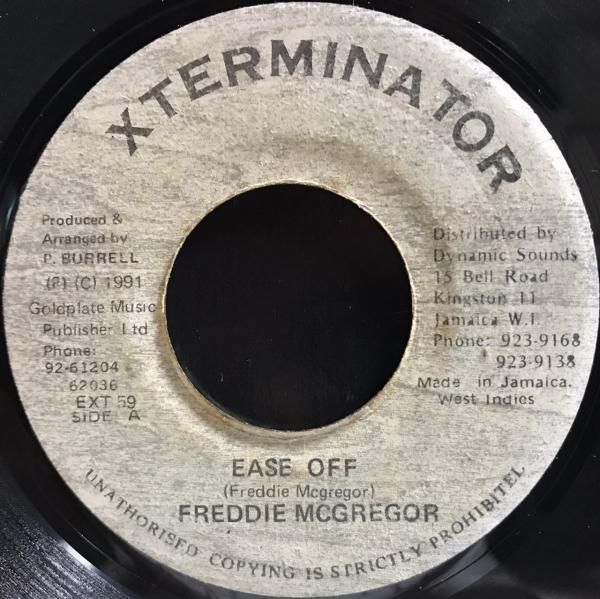 XTERMINATOR
Produced &
Arranged by
P. BURRELL
(P) (C) 1991
Goldplate Music
Publisher Ltd
Phone:
92-61204
62036
EXT 59
SIDE A
Distributed by
Dynamic Sounds
15 Bell Road
Kingston 11
Jamaica W.I
Phone: 923-9168
923-9138
Made in Jamaica.
West Indies
EASE OFF
(Freddie Mcgregor)
FREDDIE MCGREGOR
UNATHORISED COPYING IS STRICTLY PROHIBITEL